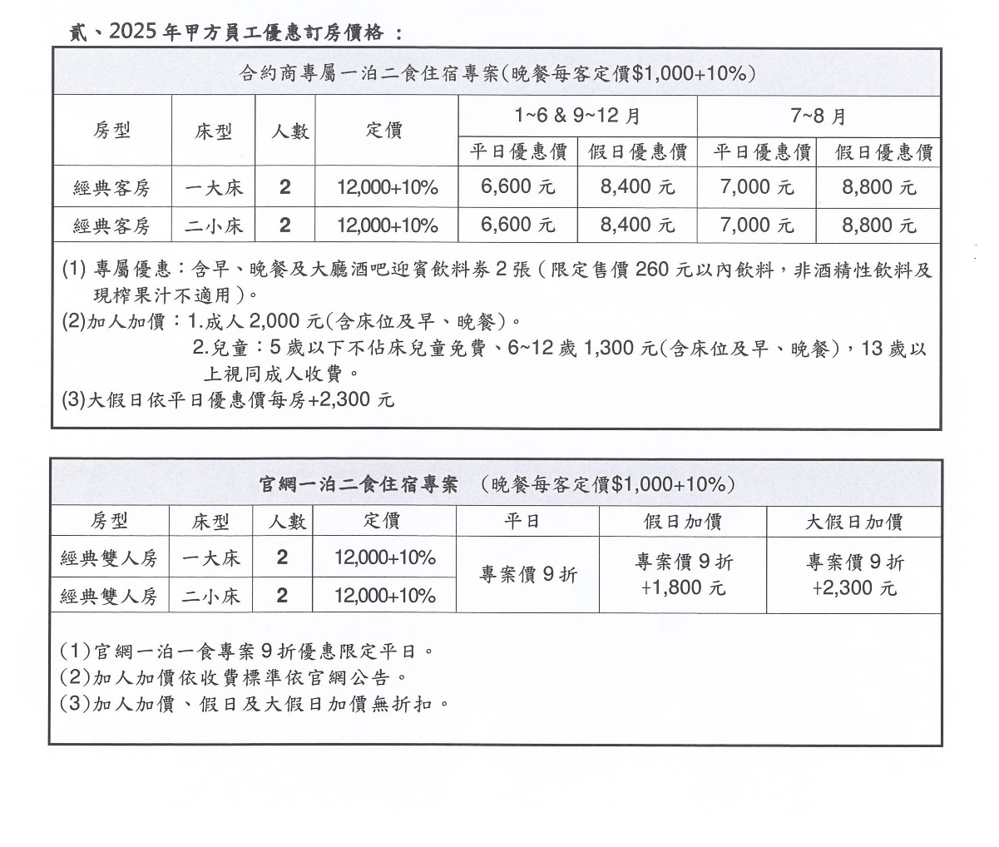 貳、2025 年甲方員工優惠訂房價格：
合約商專屬一泊二食住宿專案(晚餐每客定價$1,000+10%)
房型 床型 人數 定價 1~6 & 9~12 月 7~8 月
平日優惠價 假日優惠價 平日優惠價 假日優惠價
經典客房 一大床 2 12,000+10% 6,600 元 8,400 元 7,000 元 8,800 元
經典客房 二小床 2 12,000+10% 6,600 元 8,400 元 7,000 元 8,800 元
(1) 專屬優惠：含早、晚餐及大廳酒吧迎賓飲料券 2 張 ( 限定售價 260 元以內飲料，非酒精性飲料及
現榨果汁不適用 )。
(2)加人加價：1.成人 2,000 元(含床位及早、晚餐)。
2.兒童：5 歲以下不佔床兒童免費、6~12 歲 1,300 元(含床位及早、晚餐)，13 歲以
上視同成人收費。
(3)大假日依平日優惠價每房+2,300 元
官網一泊二食住宿專案 (晚餐每客定價$1,000+10%)
房型 床型 人數 定價 平日 假日加價 大假日加價
經典雙人房 一大床 2 12,000+10% 專案價 9 折 專案價 9 折 專案價 9 折
+1,800 元 +2,300 元
經典雙人房 二小床 2 12,000+10%
(1)官網一泊一食專案 9 折優惠限定平日。
(2)加人加價依收費標準依官網公告。
(3)加人加價、假日及大假日加價無折扣。